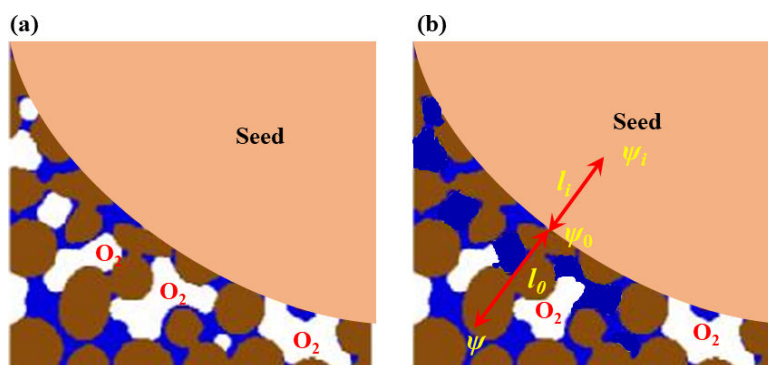 (a)
Seed
O₂
O₂
O₂
(b)
Seed
ψᵢ
lᵢ
ψ₀
l₀
O₂
ψ
O₂